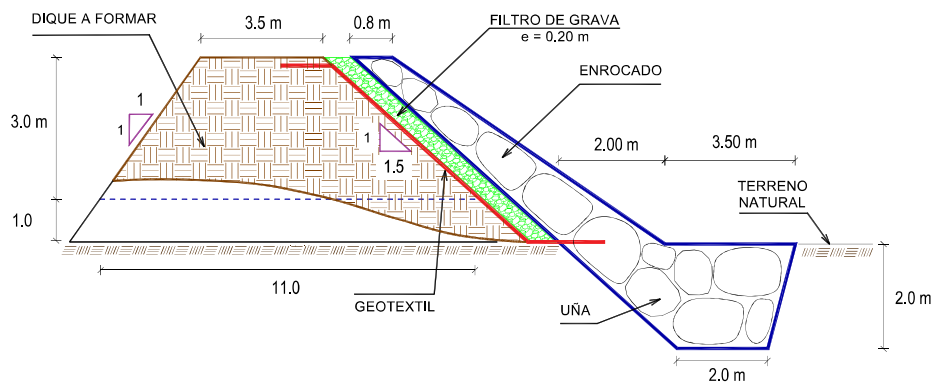 DIQUE A FORMAR
3.5 m
0.8 m
FILTRO DE GRAVA
e = 0.20 m
ENROCADO
3.0 m
1
1
1
1.5
2.00 m
3.50 m
TERRENO
NATURAL
1.0
11.0
GEOTEXTIL
UÑA
2.0 m
2.0 m